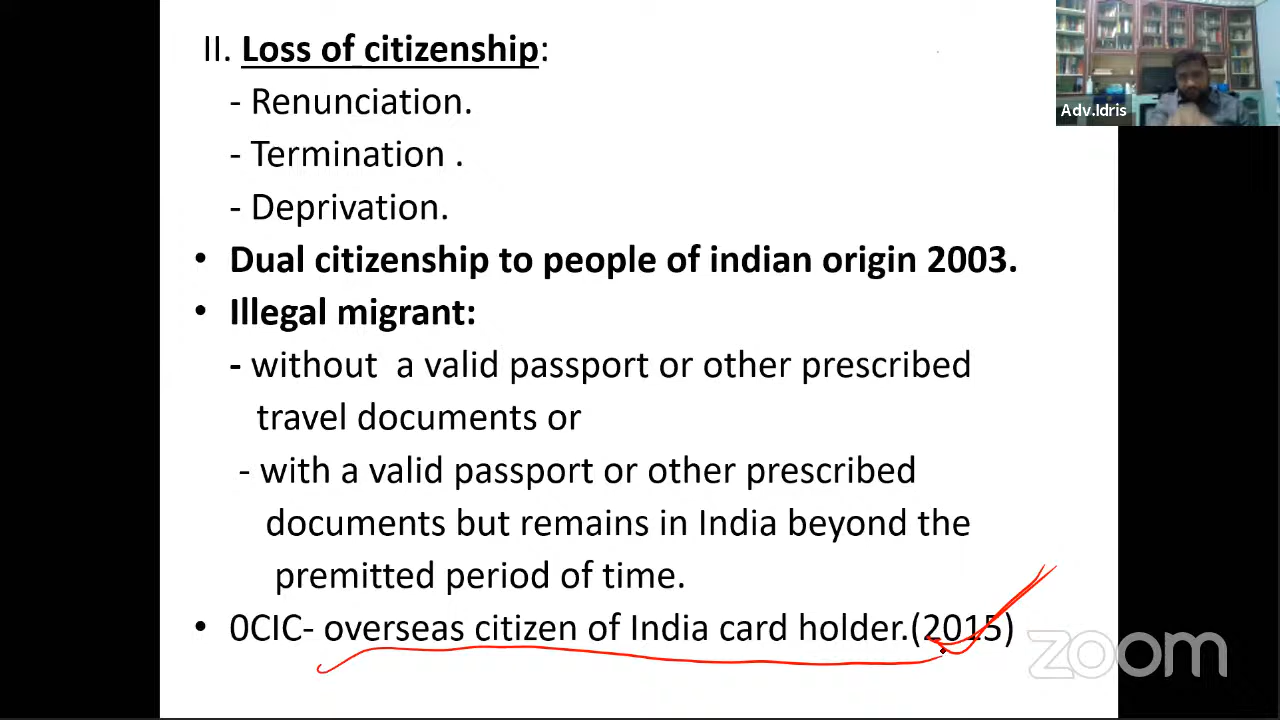 II. Loss of citizenship:
- Renunciation.
- Termination .
- Deprivation.
• Dual citizenship to people of indian origin 2003.
• Illegal migrant:
- without a valid passport or other prescribed
travel documents or
- with a valid passport or other prescribed
documents but remains in India beyond the
premitted period of time.
• 0CIC- overseas citizen of India card holder.(2015)
Adv.Idris
zoom